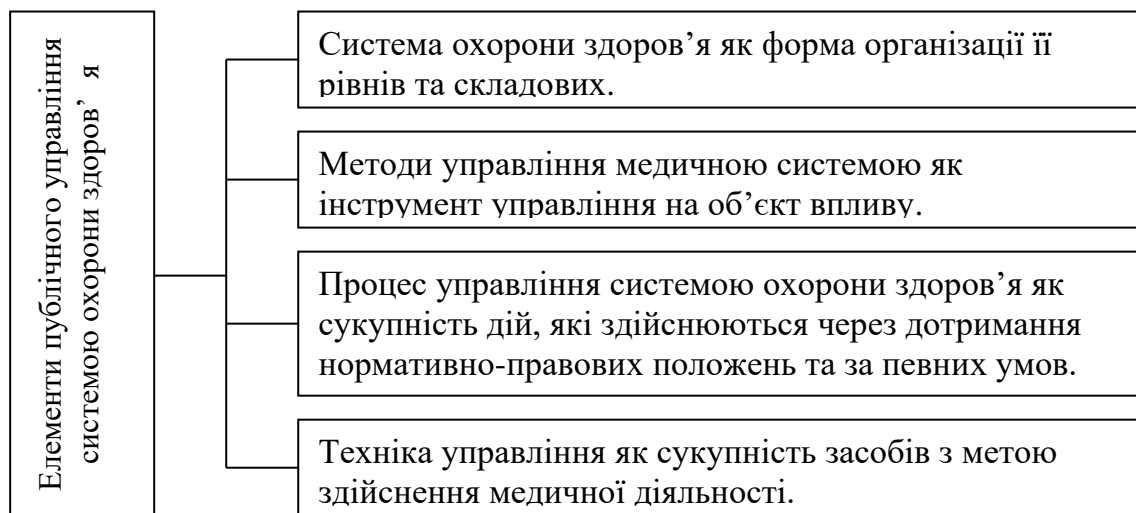 Елементи публічного управління
системою охорони здоров’ я
Система охорони здоров’я як форма організації її
рівнів та складових.
Методи управління медичною системою як
інструмент управління на об’єкт впливу.
Процес управління системою охорони здоров’я як
сукупність дій, які здійснюються через дотримання
нормативно-правових положень та за певних умов.
Техніка управління як сукупність засобів з метою
здійснення медичної діяльності.